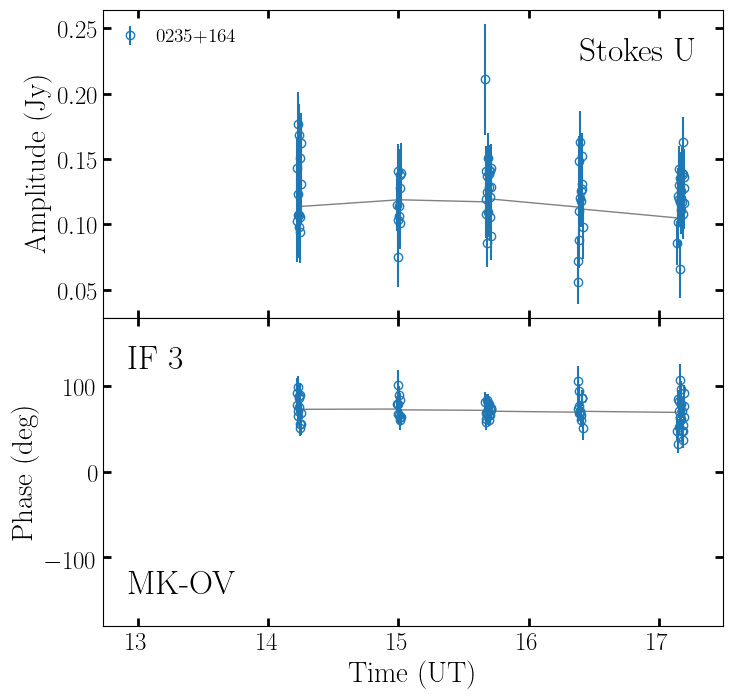 0.25
0235+164
Stokes U
0.20
0.15
0.10
0.05
Amplitude (Jy)
IF 3
100
0
−100
Phase (deg)
MK-OV
13 14 15 16 17
Time (UT)